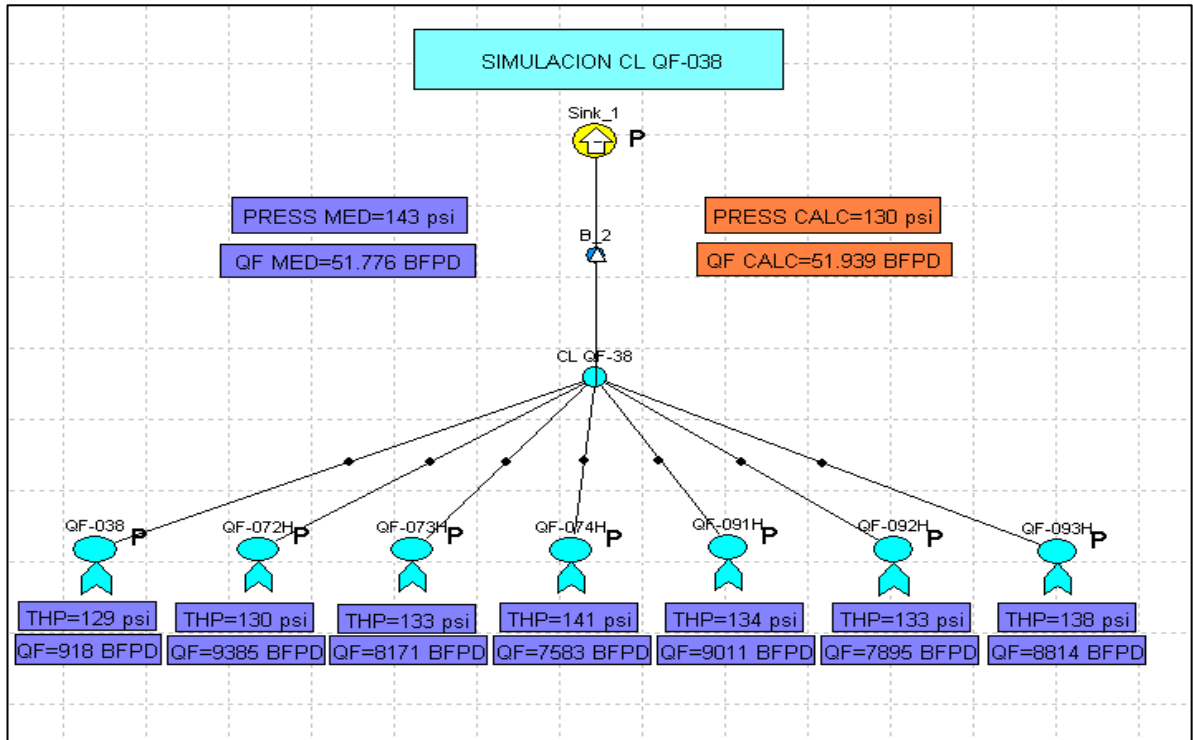 SIMULACION CL QF-038
Sink_1
P
PRESS MED=143 psi
PRESS CALC=130 psi
B_2
QF MED=51.776 BFPD
QF CALC=51.939 BFPD
CL QF-38
QF-038
P
QF-072H
P
QF-073H
P
QF-074H
P
QF-091H
P
QF-092H
P
QF-093H
P
THP=129 psi
THP=130 psi
THP=133 psi
THP=141 psi
THP=134 psi
THP=133 psi
THP=138 psi
QF=918 BFPD
QF=9385 BFPD
QF=8171 BFPD
QF=7583 BFPD
QF=9011 BFPD
QF=7895 BFPD
QF=8814 BFPD